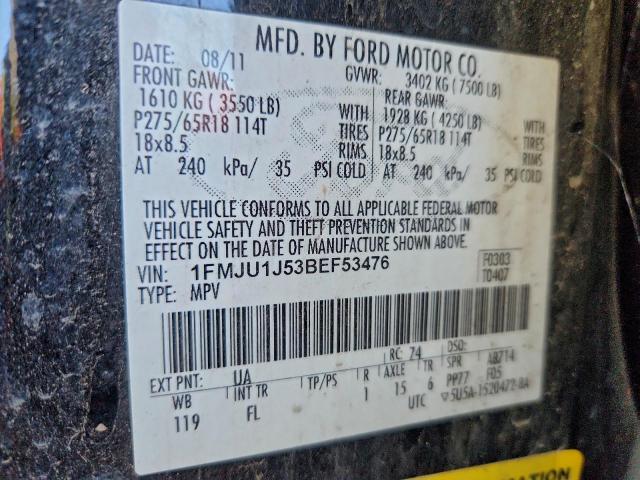 MFD. BY FORD MOTOR CO.
DATE: 08/11 GVWR: 3402 KG ( 7500 LB)
FRONT GAWR: REAR GAWR:
1610 KG ( 3550 LB) WITH 1928 KG ( 4250 LB) WITH
P275/65R18 114T TIRES P275/65R18 114T TIRES
18x8.5 RIMS 18x8.5 RIMS
AT 240 kPa/ 35 PSI COLD AT 240 kPa/ 35 PSI COLD
THIS VEHICLE CONFORMS TO ALL APPLICABLE FEDERAL MOTOR
VEHICLE SAFETY AND THEFT PREVENTION STANDARDS IN
EFFECT ON THE DATE OF MANUFACTURE SHOWN ABOVE.
VIN: 1FMJU1J53BEF53476 F0303
TYPE: MPV T0407
RC: 74 DSO:
EXT PNT: UA AXLE TR SPR A8714
WB INT TR TP/PS R
119 FL 1 15 6 PP77 F05
UTC ▽5U5A-1520472-BA